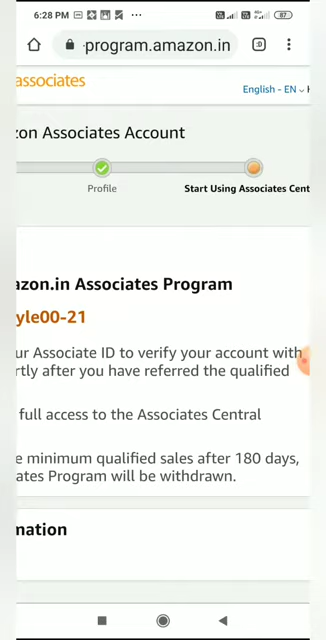 6:28 PM
87
-program.amazon.in
:D
associates
English - EN
zon Associates Account
Profile
Start Using Associates Cent
azon.in Associates Program
yle00-21
ur Associate ID to verify your account with
rtly after you have referred the qualified
full access to the Associates Central
e minimum qualified sales after 180 days,
ates Program will be withdrawn.
mation